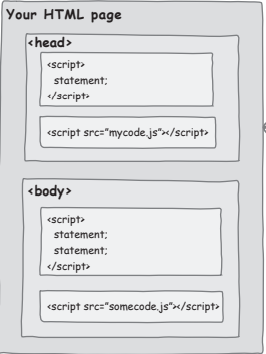 Your HTML page
<head>
<script>
statement;
</script>
<script src="mycode.js"></script>
<body>
<script>
statement;
statement;
</script>
<script src="somecode.js"></script>